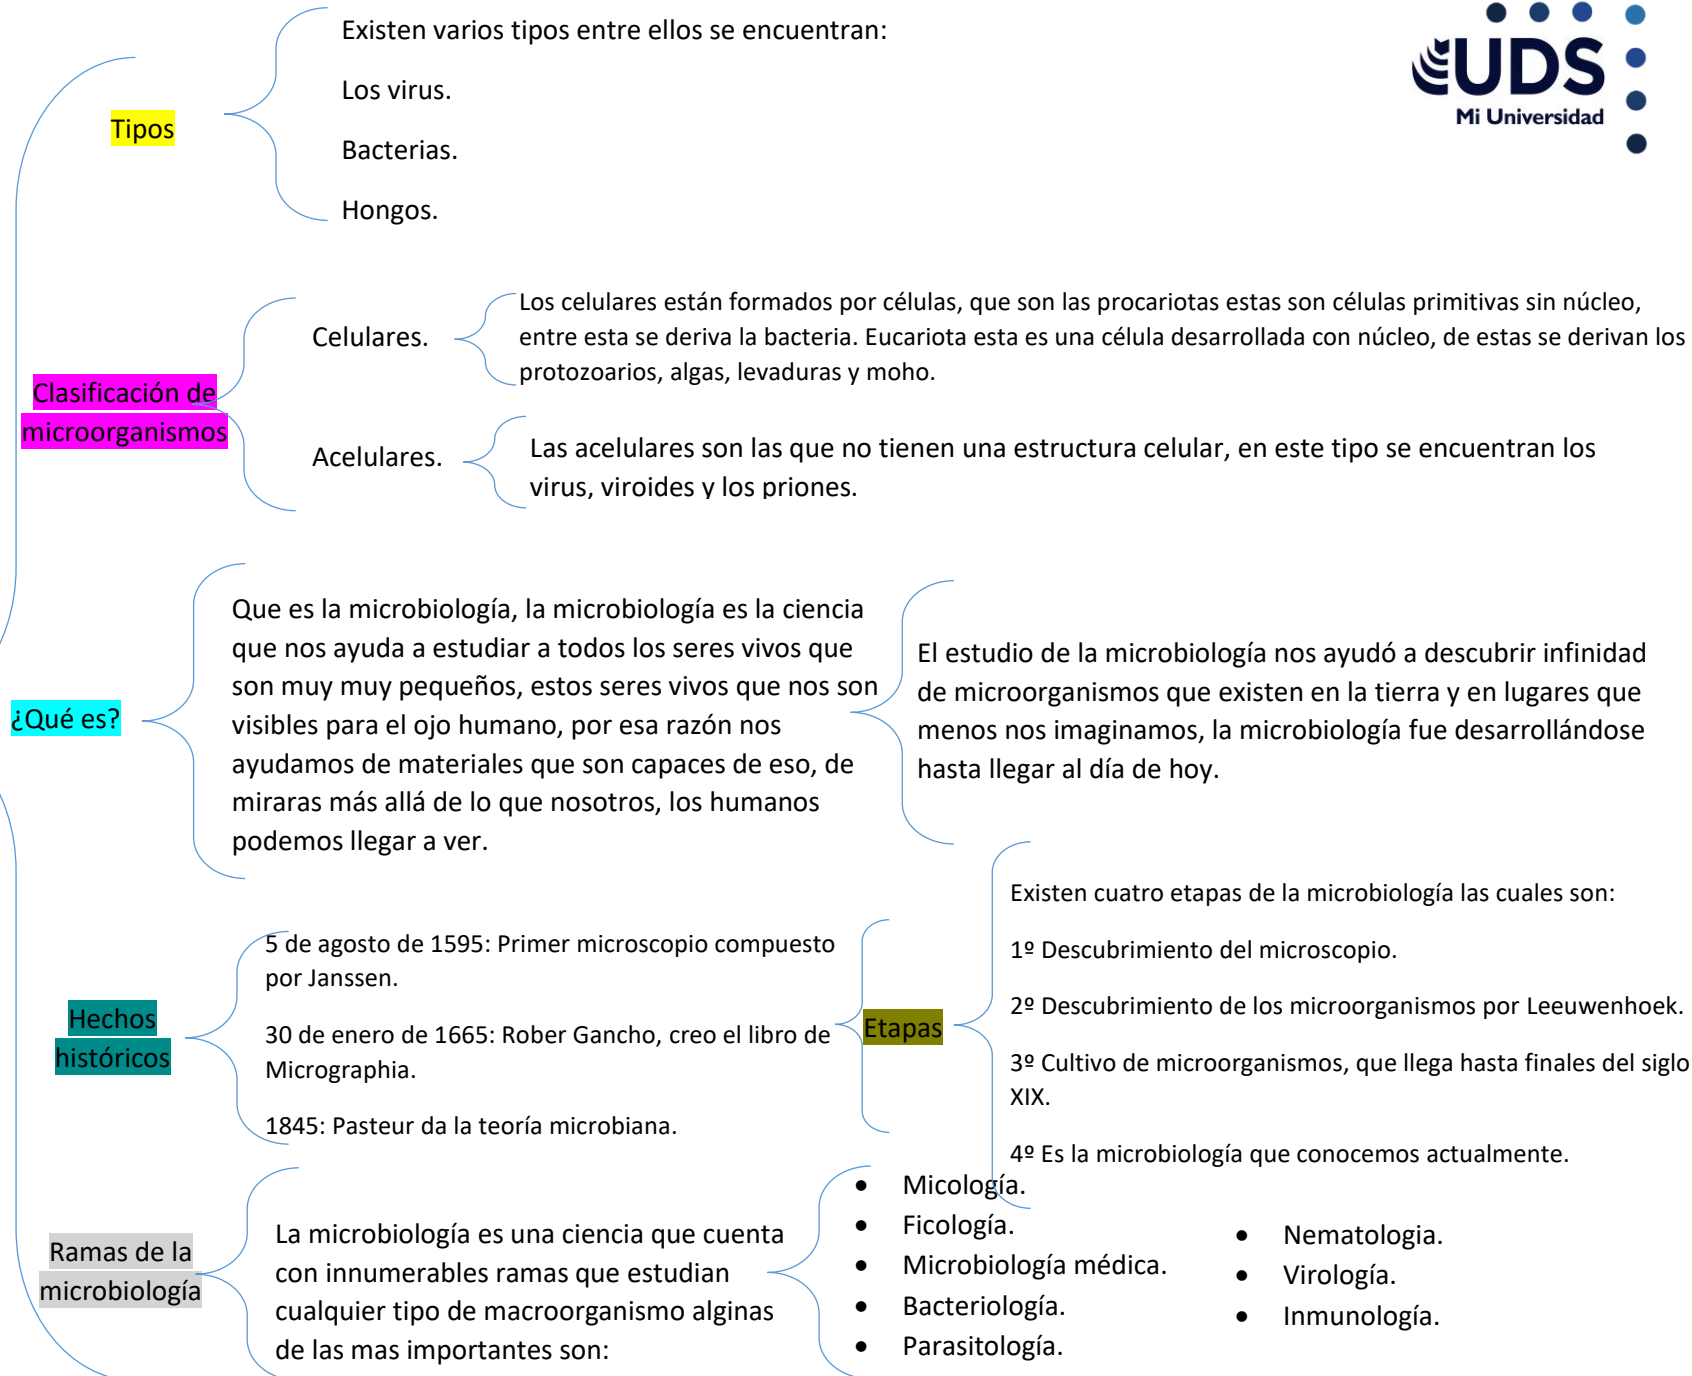 Existen varios tipos entre ellos se encuentran:
Los virus.
Tipos
Bacterias.
Hongos.
UDS
Mi Universidad
Clasificación de
microorganismos
Celulares.
Los celulares están formados por células, que son las procariotas estas son células primitivas sin núcleo,
entre esta se deriva la bacteria. Eucariota esta es una célula desarrollada con núcleo, de estas se derivan los
protozoarios, algas, levaduras y moho.
Acelulares.
Las acelulares son las que no tienen una estructura celular, en este tipo se encuentran los
virus, viroides y los priones.
¿Qué es?
Que es la microbiología, la microbiología es la ciencia
que nos ayuda a estudiar a todos los seres vivos que
son muy muy pequeños, estos seres vivos que nos son
visibles para el ojo humano, por esa razón nos
ayudamos de materiales que son capaces de eso, de
miraras más allá de lo que nosotros, los humanos
podemos llegar a ver.
El estudio de la microbiología nos ayudó a descubrir infinidad
de microorganismos que existen en la tierra y en lugares que
menos nos imaginamos, la microbiología fue desarrollándose
hasta llegar al día de hoy.
Hechos
históricos
5 de agosto de 1595: Primer microscopio compuesto
por Janssen.
30 de enero de 1665: Rober Gancho, creo el libro de
Micrographia.
1845: Pasteur da la teoría microbiana.
Etapas
Existen cuatro etapas de la microbiología las cuales son:
1º Descubrimiento del microscopio.
2º Descubrimiento de los microorganismos por Leeuwenhoek.
3º Cultivo de microorganismos, que llega hasta finales del siglo
XIX.
4º Es la microbiología que conocemos actualmente.
Ramas de la
microbiología
La microbiología es una ciencia que cuenta
con innumerables ramas que estudian
cualquier tipo de macroorganismo alginas
de las mas importantes son:
• Micología.
• Ficología.
• Microbiología médica.
• Bacteriología.
• Parasitología.
• Nematologia.
• Virología.
• Inmunología.